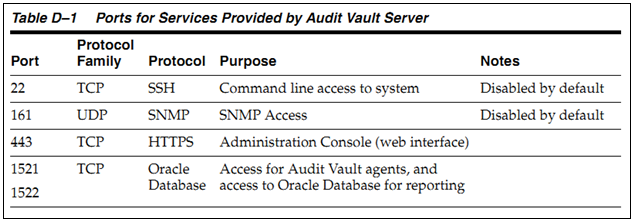 Table D–1 Ports for Services Provided by Audit Vault Server
Protocol
Port Family Protocol Purpose Notes
22 TCP SSH Command line access to system Disabled by default
161 UDP SNMP SNMP Access Disabled by default
443 TCP HTTPS Administration Console (web interface)
1521 TCP Oracle Access for Audit Vault agents, and
1522 Database access to Oracle Database for reporting